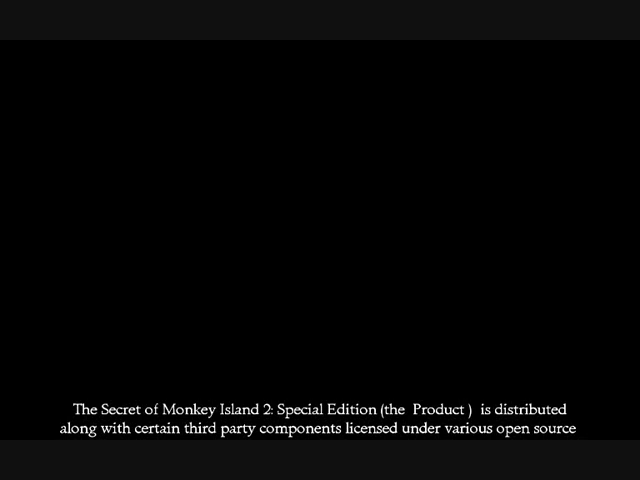 The Secret of Monkey Island 2: Special Edition (the  Product )  is distributed
along with certain third party components licensed under various open source